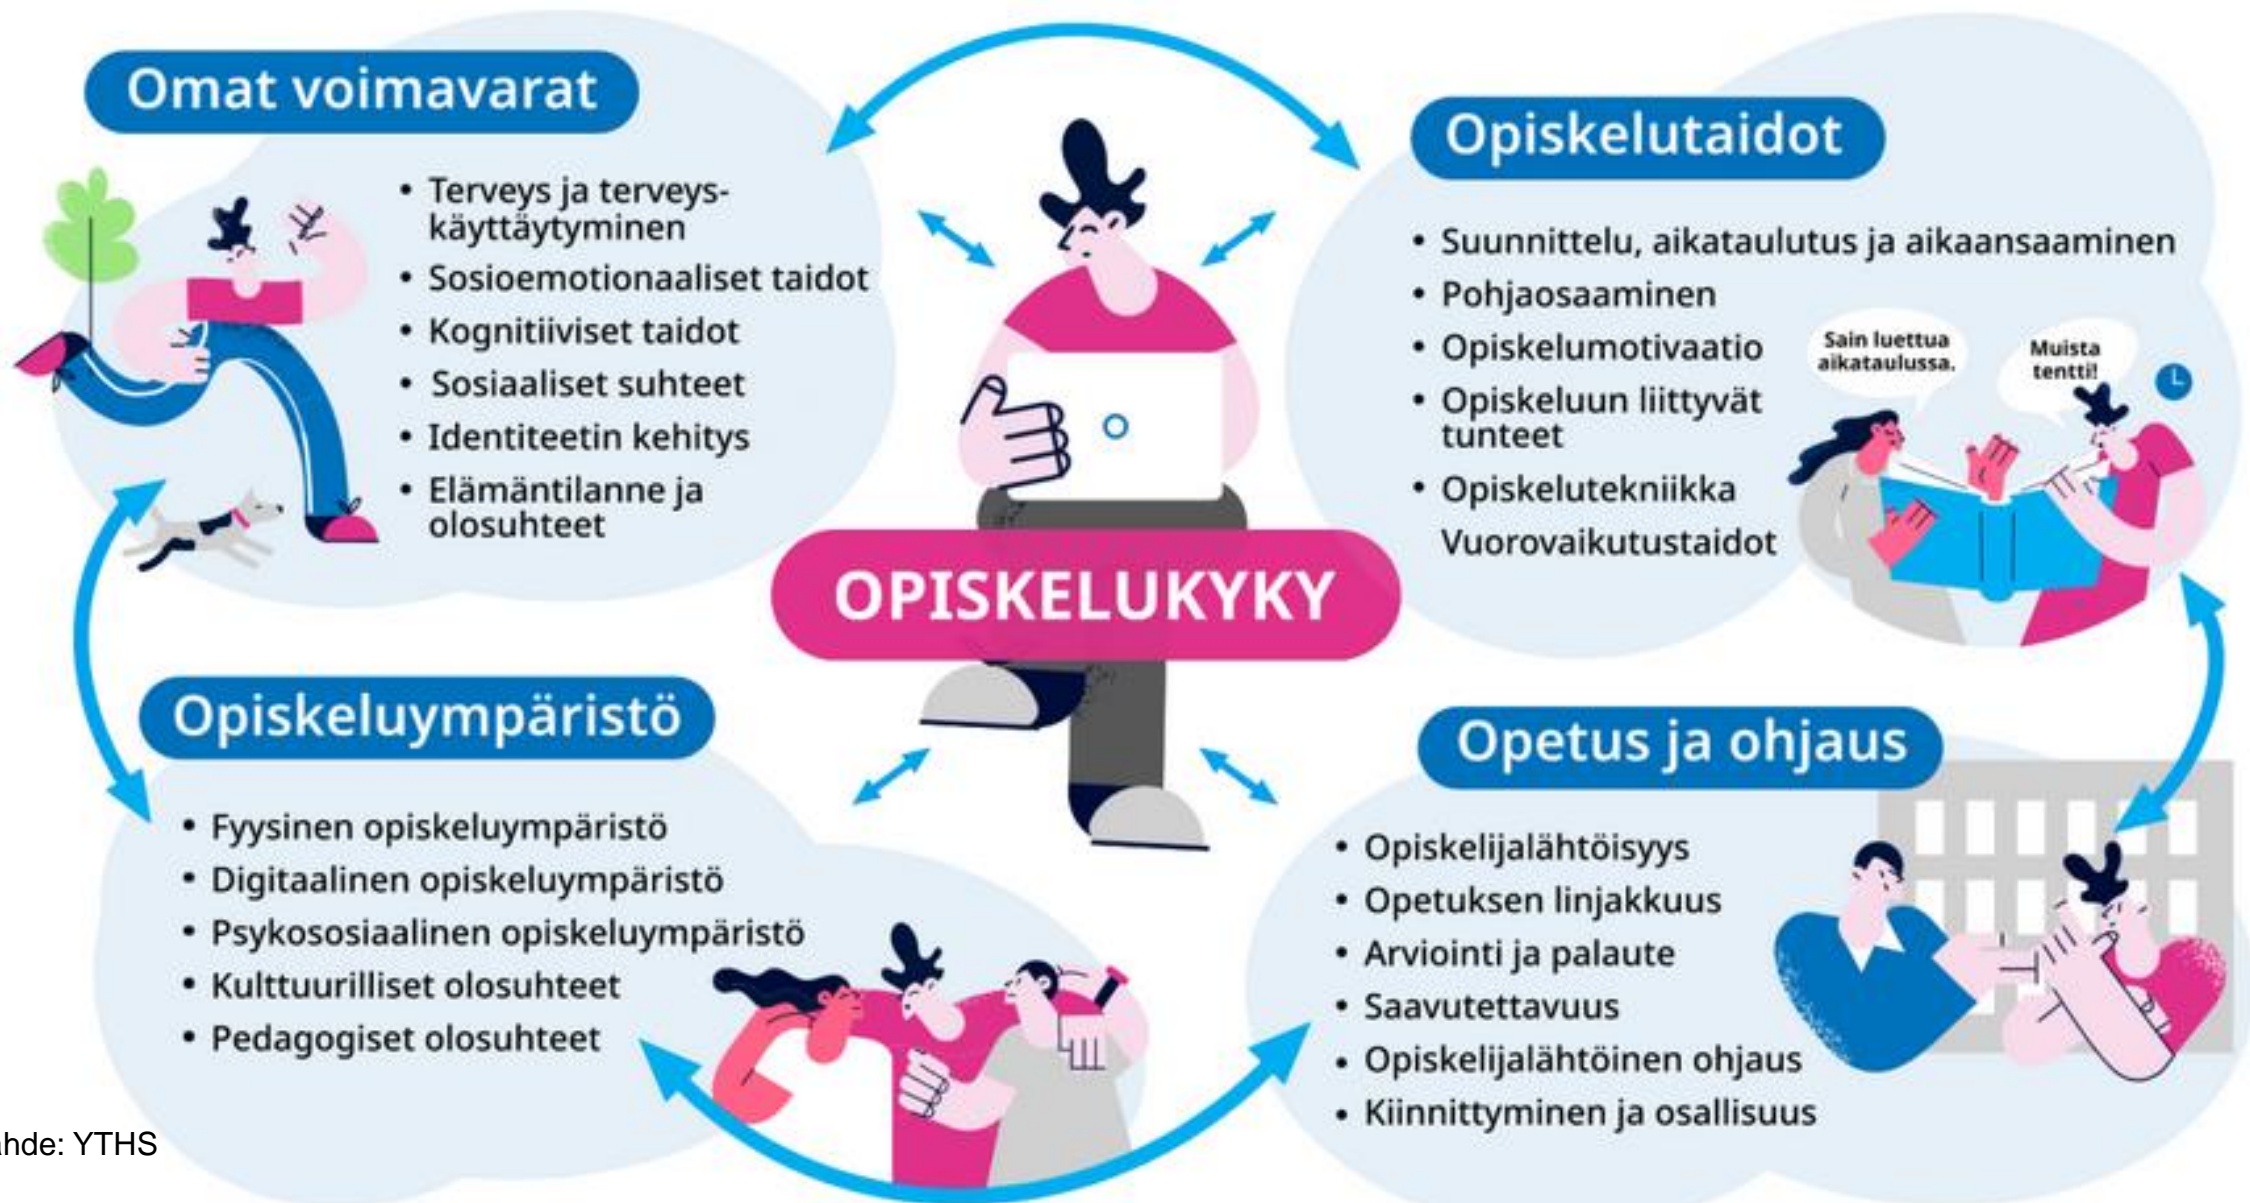 Omat voimavarat
• Terveys ja terveys-
käyttäytyminen
• Sosioemotionaaliset taidot
• Kognitiiviset taidot
• Sosiaaliset suhteet
• Identiteetin kehitys
• Elämäntilanne ja
olosuhteet
Opiskelutaidot
• Suunnittelu, aikataulutus ja aikaansaaminen
• Pohjaosaaminen
• Opiskelumotivaatio
• Opiskeluun liittyvät
tunteet
• Opiskelutekniikka
Vuorovaikutustaidot
Sain luettua
aikataulussa.
Muista
tentti!
OPISKELUKYKY
Opiskeluympäristö
• Fyysinen opiskeluympäristö
• Digitaalinen opiskeluympäristö
• Psykososiaalinen opiskeluympäristö
• Kulttuurilliset olosuhteet
• Pedagogiset olosuhteet
Opetus ja ohjaus
• Opiskelijalähtöisyys
• Opetuksen linjakkuus
• Arviointi ja palaute
• Saavutettavuus
• Opiskelijalähtöinen ohjaus
• Kiinnittyminen ja osallisuus
hde: YTHS